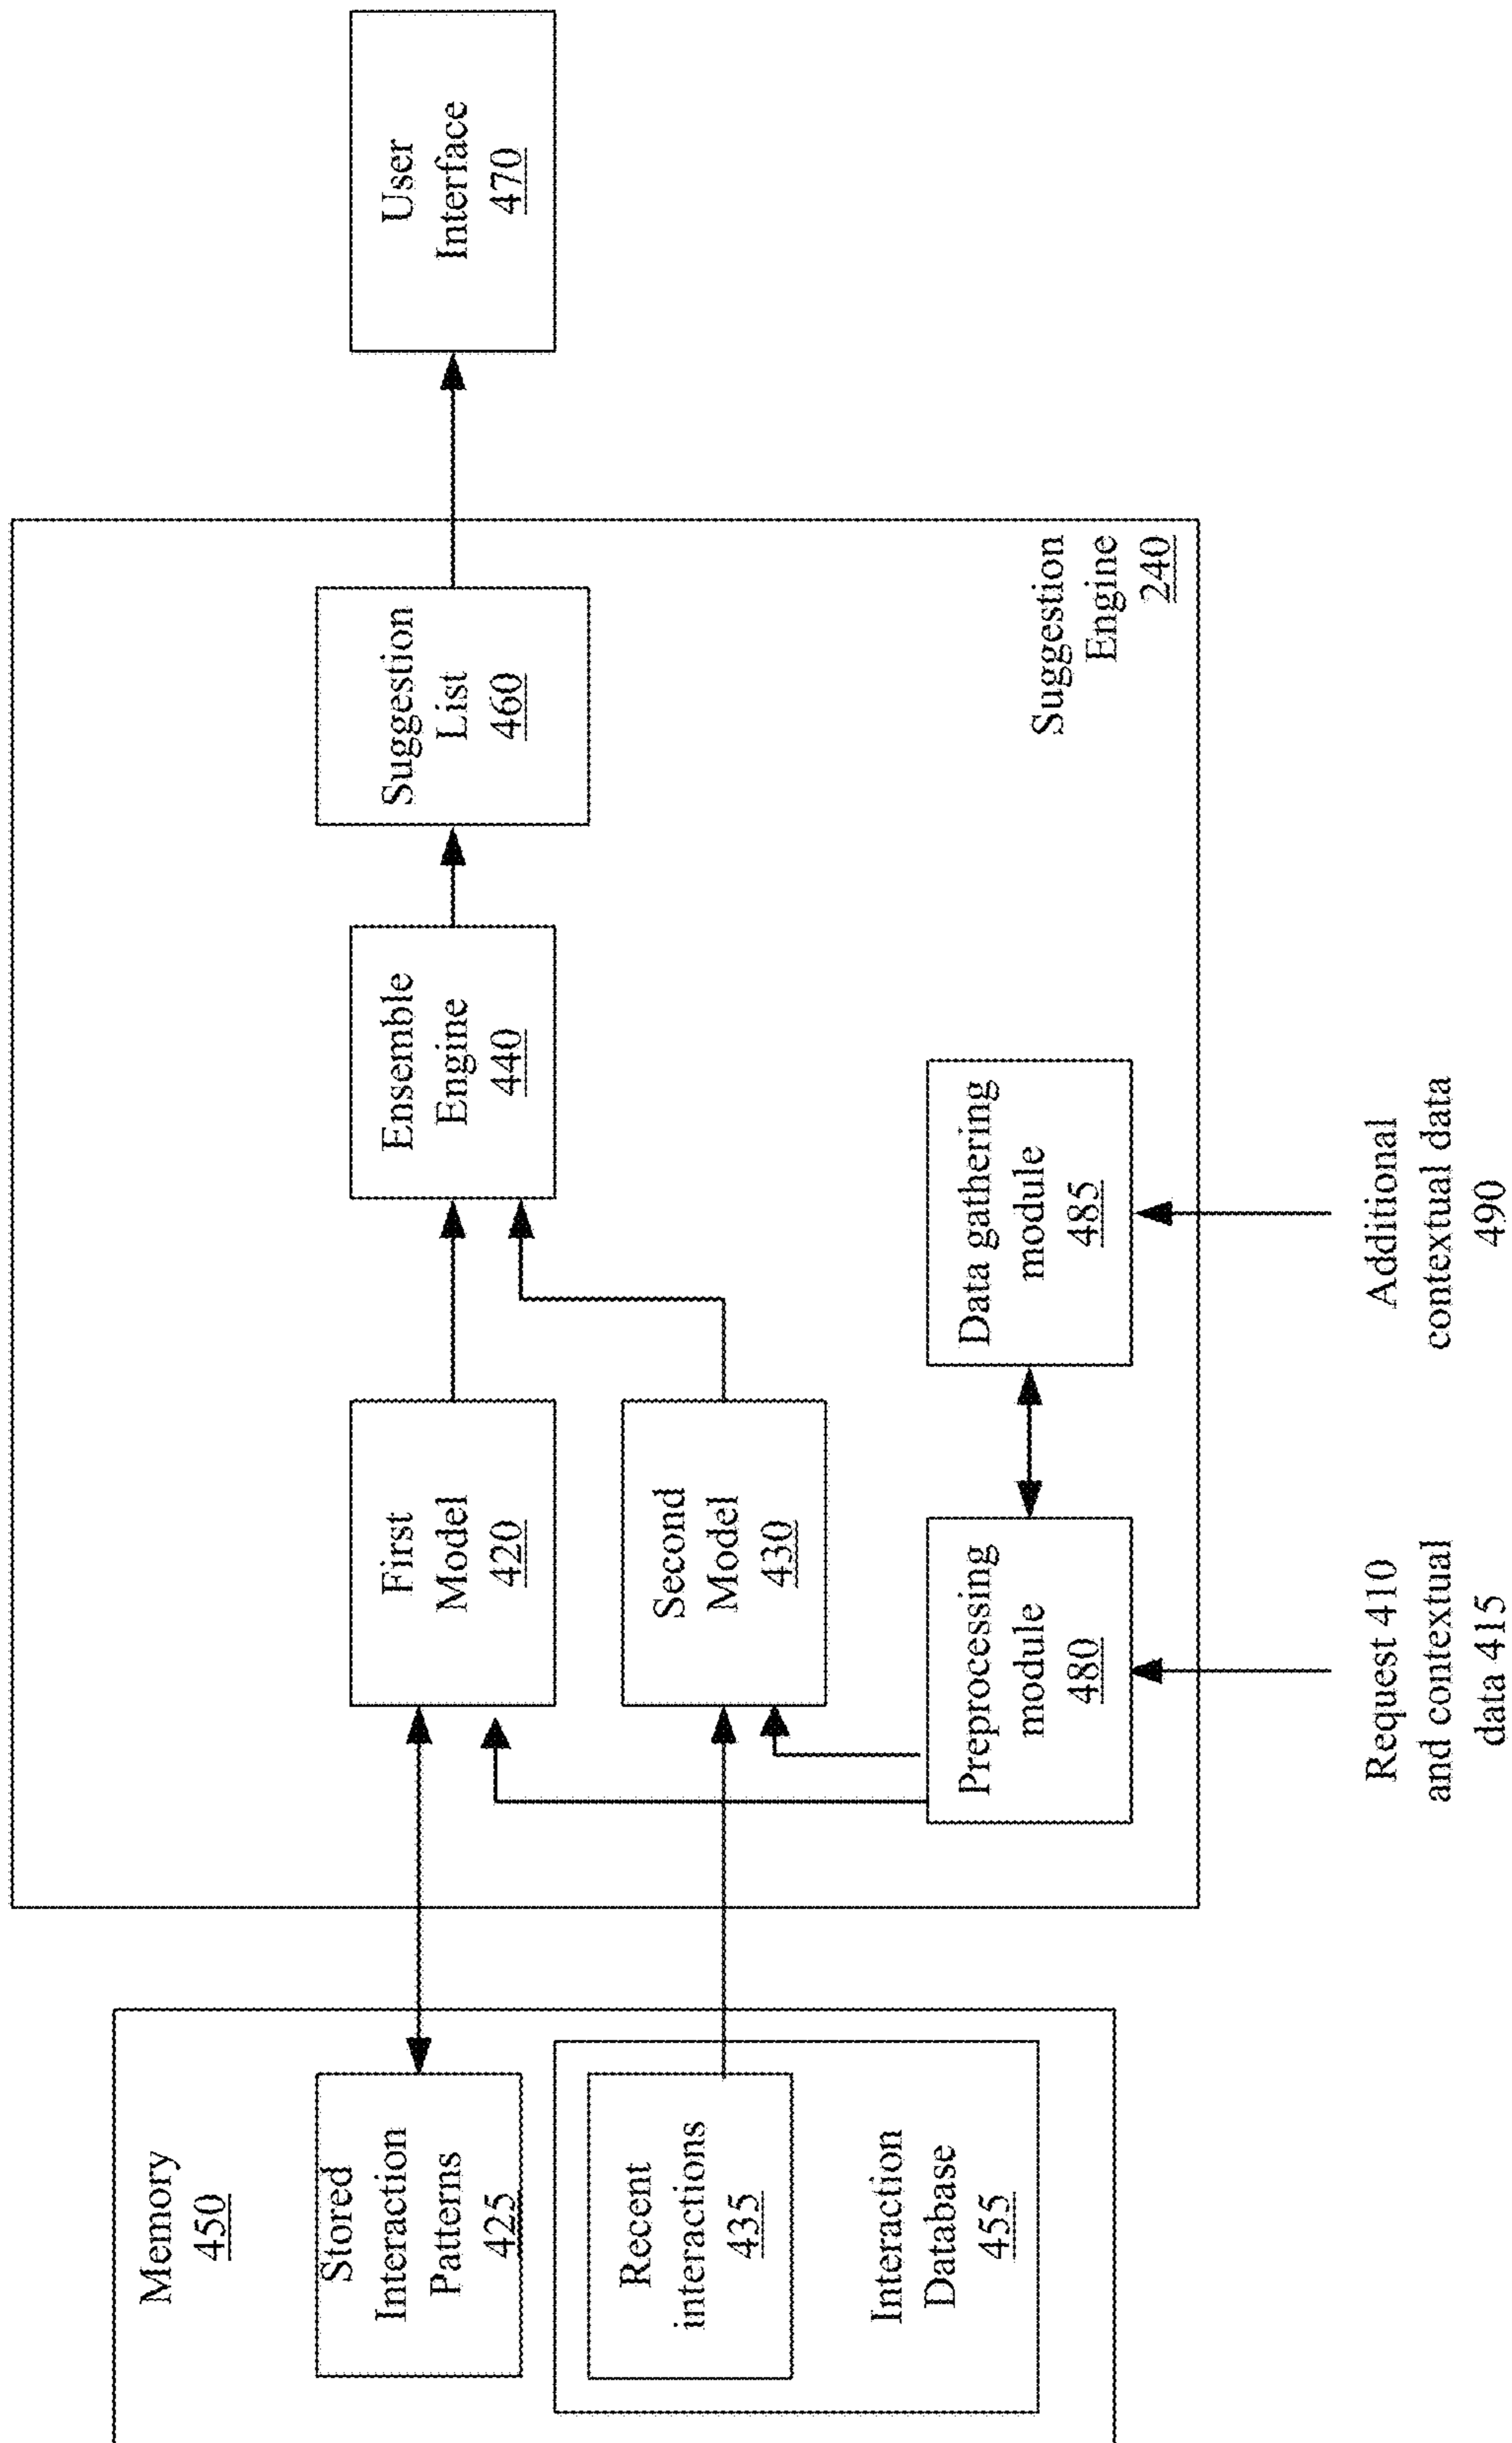 Memory
450
Stored
Interaction
Patterns
425
Recent
interactions
435
Interaction
Database
455
First
Model
420
Second
Model
430
Preprocessing
module
480
Data gathering
module
485
Ensemble
Engine
440
Suggestion
List
460
Suggestion
Engine
240
User
Interface
470
Request 410
and contextual
data 415
Additional
contextual data
490